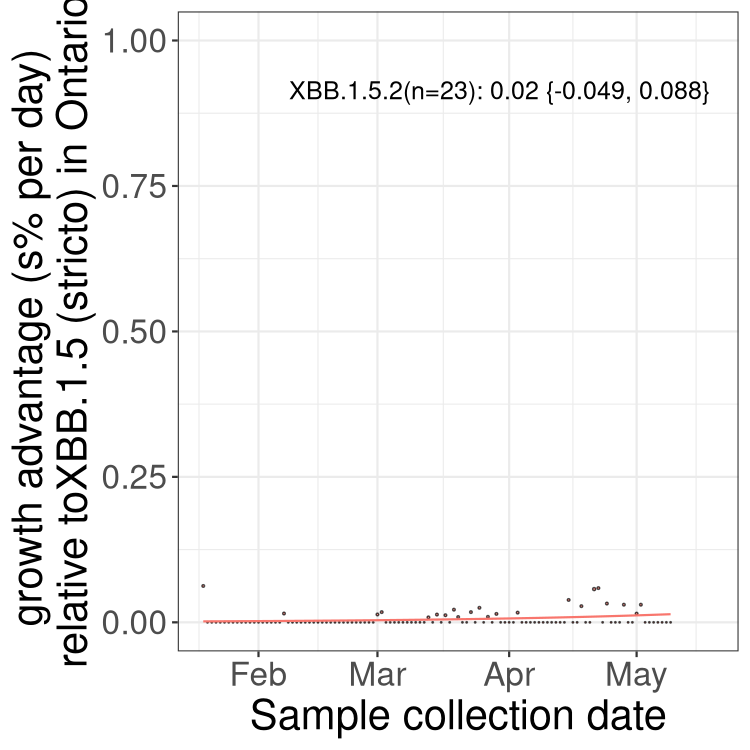 growth advantage (s% per day)
relative toXBB.1.5 (stricto) in Ontario
1.00
0.75
0.50
0.25
0.00
XBB.1.5.2(n=23): 0.02 {-0.049, 0.088}
Feb
Mar
Apr
May
Sample collection date